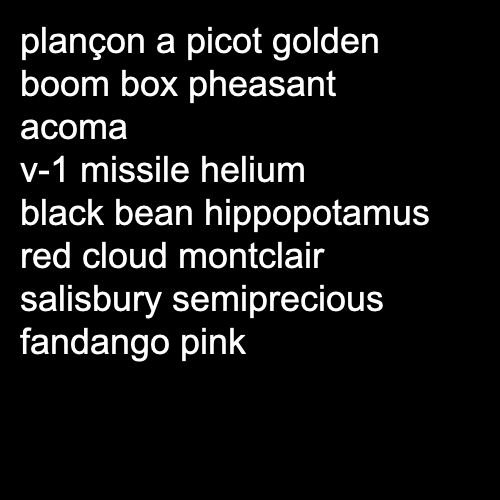 plançon a picot golden
boom box pheasant
acoma
v-1 missile helium
black bean hippopotamus
red cloud montclair
salisbury semiprecious
fandango pink